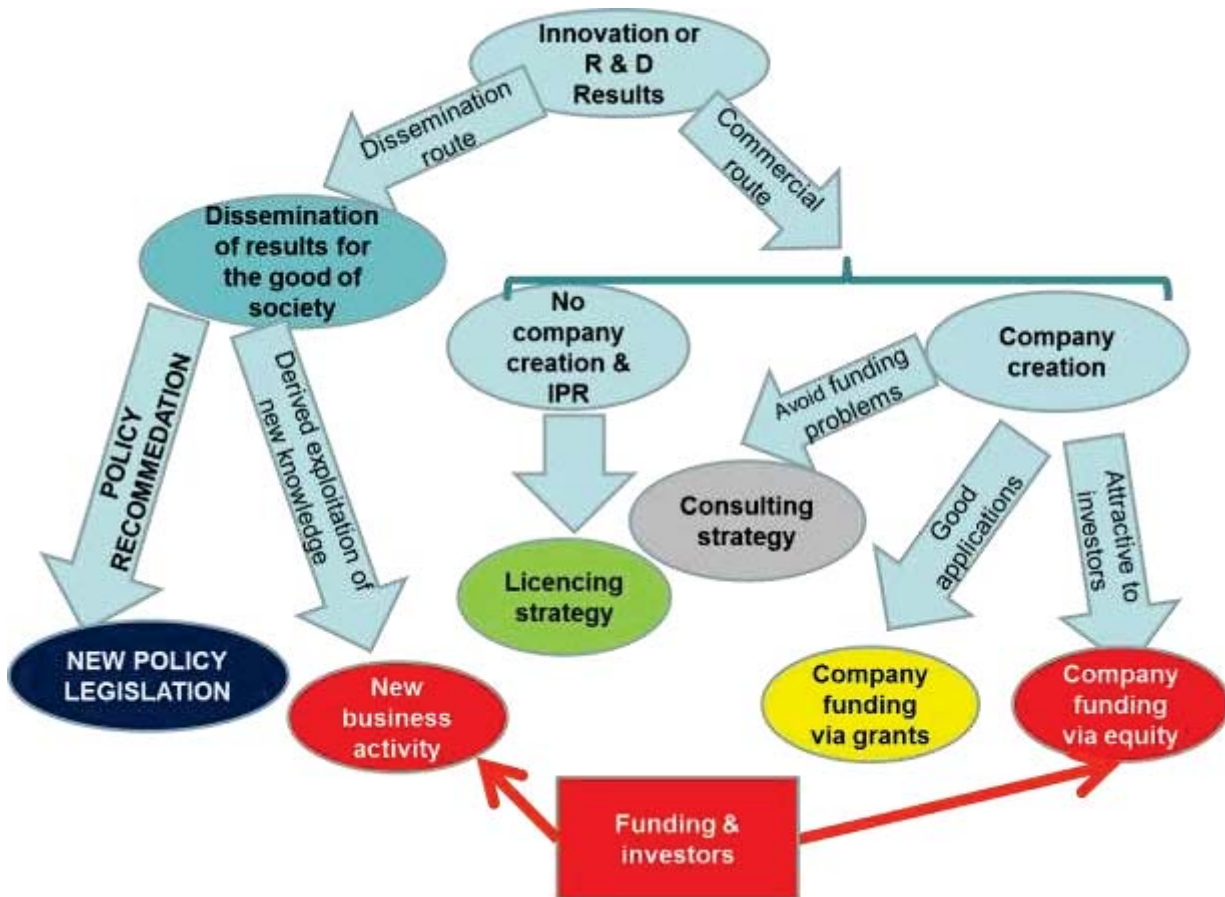 Innovation or
R & D
Results
Dissemination
route
Commercial
route
Dissemination
of results for
the good of
society
No
company
creation &
IPR
Company
creation
POLICY
RECOMMEDATION
Derived exploitation of
new knowledge
Avoid funding
problems
Good
applications
Attractive to
investors
Consulting
strategy
Licencing
strategy
NEW POLICY
LEGISLATION
New
business
activity
Company
funding
via grants
Company
funding
via equity
Funding &
investors